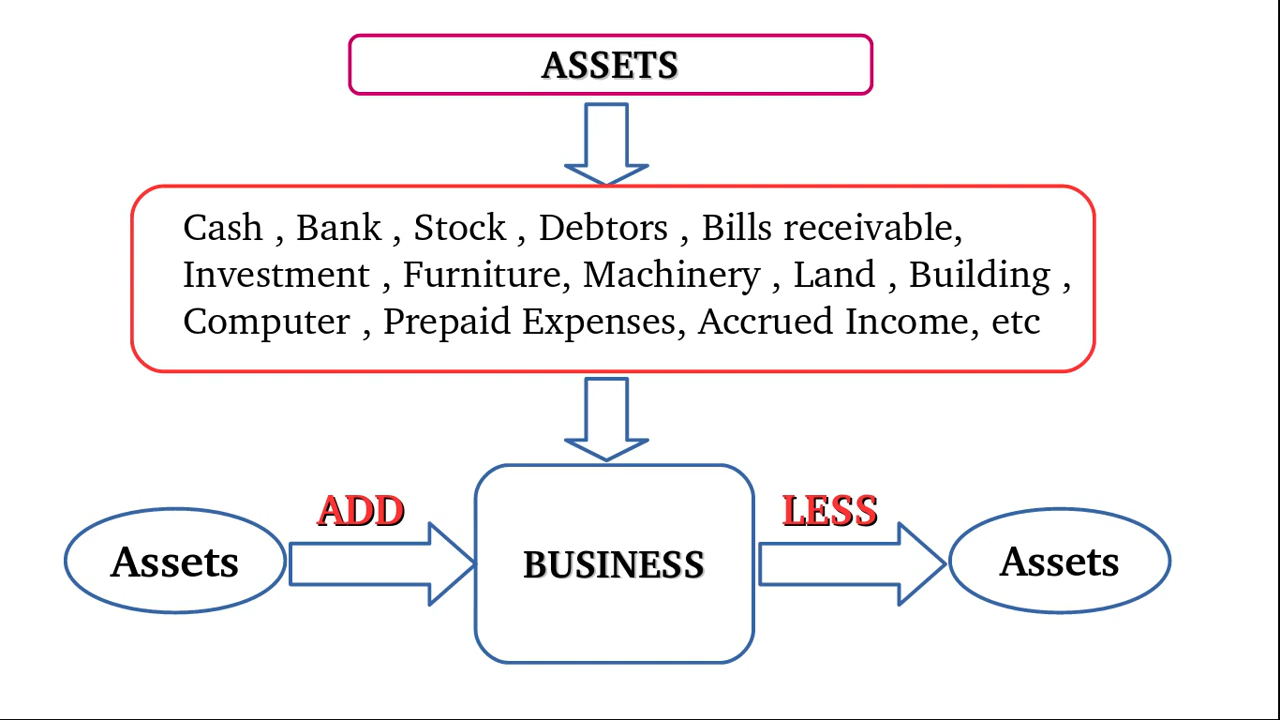 ASSETS
Cash , Bank , Stock , Debtors , Bills receivable,
Investment , Furniture, Machinery , Land , Building ,
Computer , Prepaid Expenses, Accrued Income, etc
ADD
LESS
Assets
BUSINESS
Assets